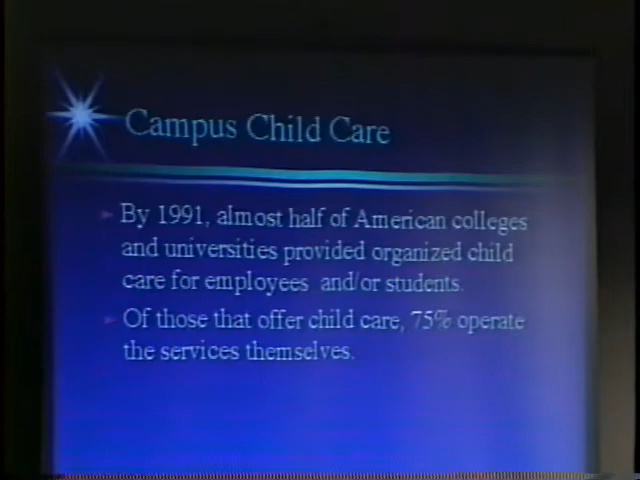 Campus Child Care
By 1991, almost half of American colleges
and universities provided organized child
care for employees and/or students.
Of those that offer child care, 75% operate
the services themselves.